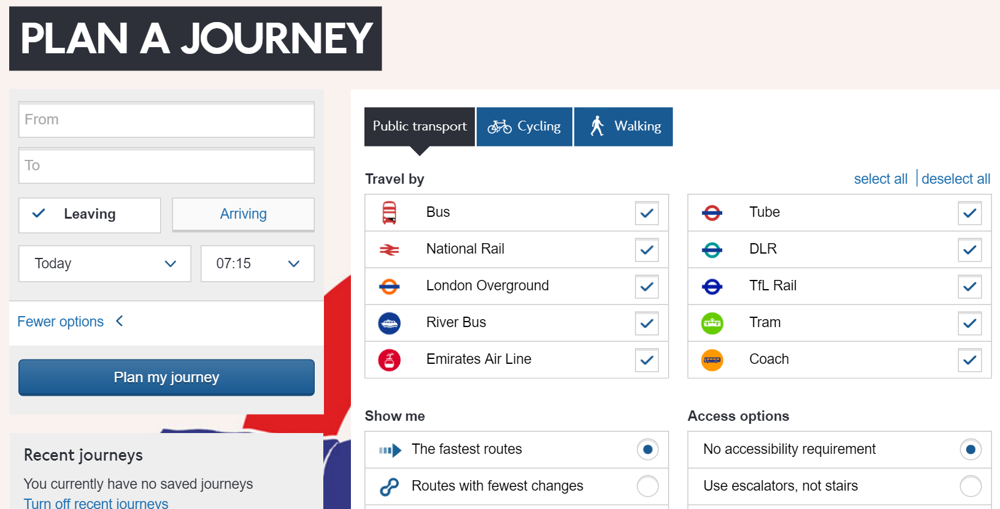 PLAN A JOURNEY
From
To
Leaving
Arriving
Today
07:15
Fewer options
Plan my journey
Recent journeys
You currently have no saved journeys
Turn off recent journeys
Public transport
Cycling
Walking
Travel by
select all
deselect all
Bus
Tube
National Rail
DLR
London Overground
TfL Rail
River Bus
Tram
Emirates Air Line
Coach
Show me
Access options
The fastest routes
No accessibility requirement
Routes with fewest changes
Use escalators, not stairs